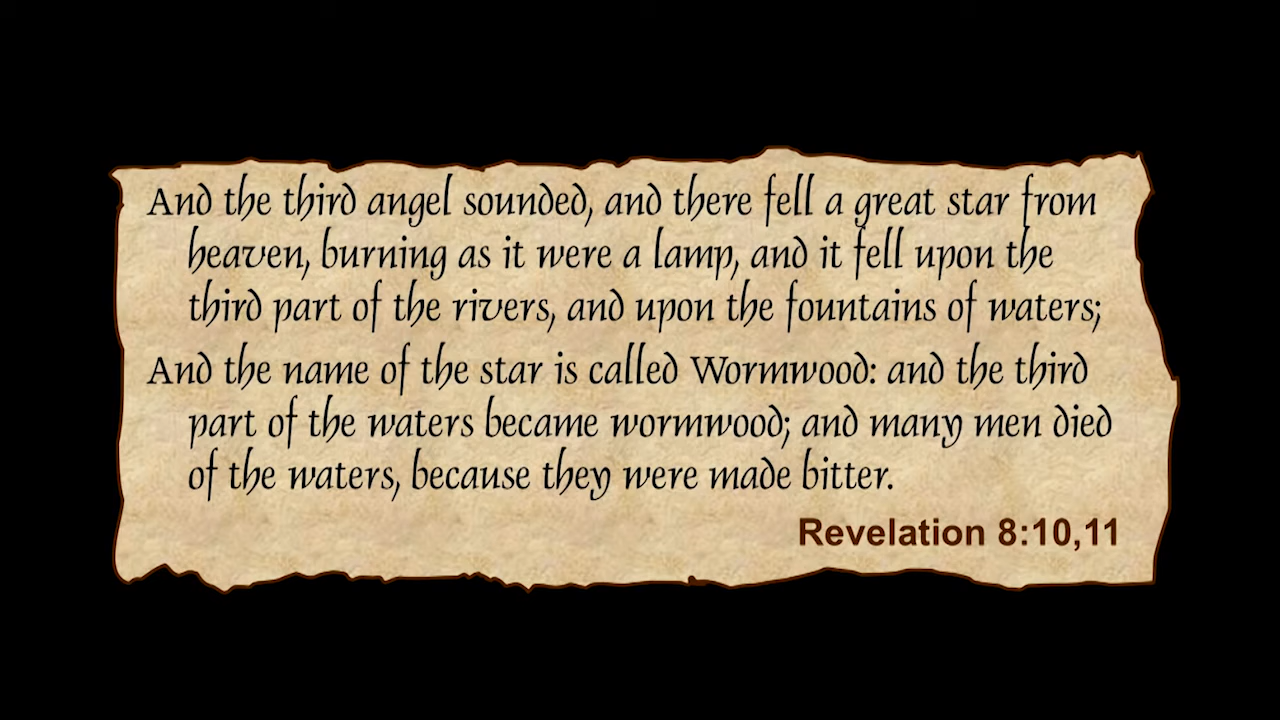 And the third angel sounded, and there fell a great star from
heaven, burning as it were a lamp, and it fell upon the
third part of the rivers, and upon the fountains of waters;
And the name of the star is called Wormwood: and the third
part of the waters became wormwood; and many men died
of the waters, because they were made bitter.
Revelation 8:10,11